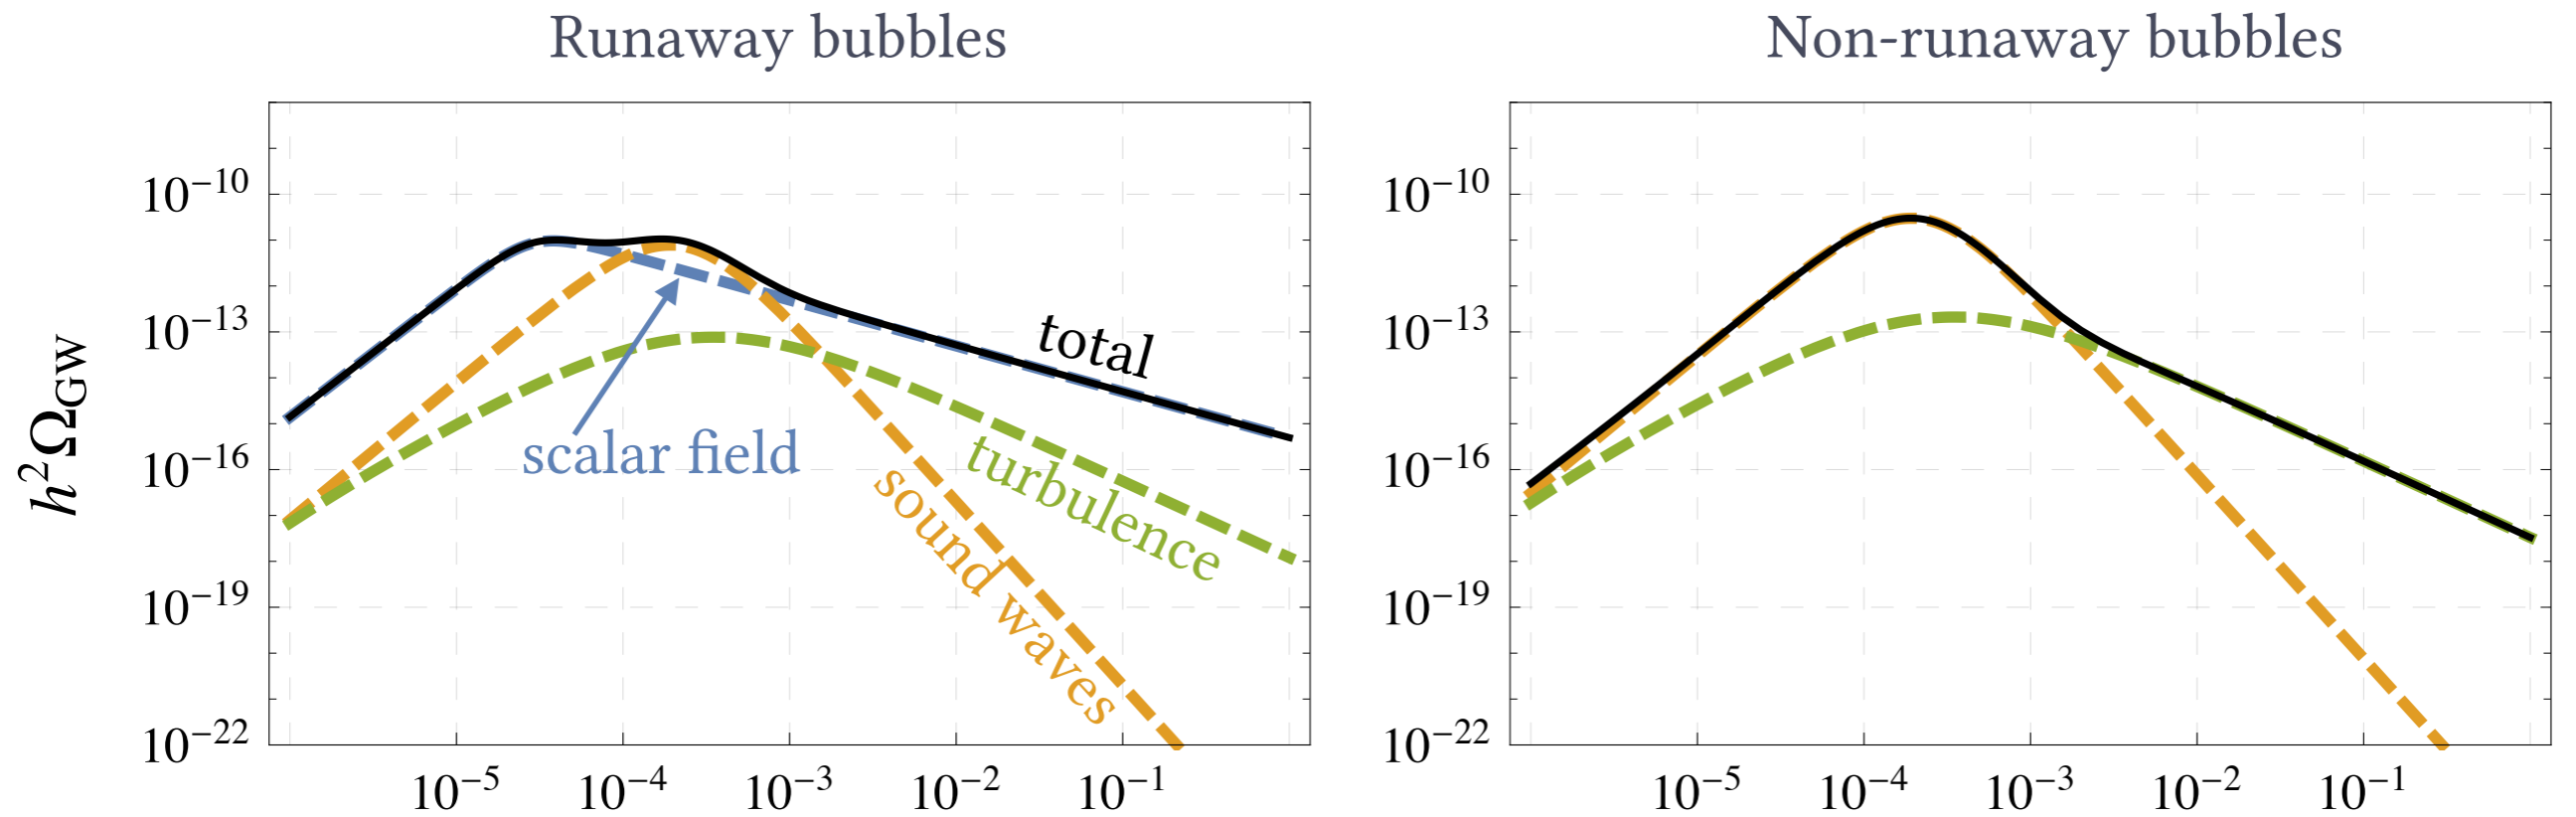 Runaway bubbles
Non-runaway bubbles
h²Ω_GW
10⁻¹⁰
10⁻¹³
10⁻¹⁶
10⁻¹⁹
10⁻²²
total
scalar field
turbulence
sound waves
10⁻⁵ 10⁻⁴ 10⁻³ 10⁻² 10⁻¹
10⁻¹⁰
10⁻¹³
10⁻¹⁶
10⁻¹⁹
10⁻²²
10⁻⁵ 10⁻⁴ 10⁻³ 10⁻² 10⁻¹